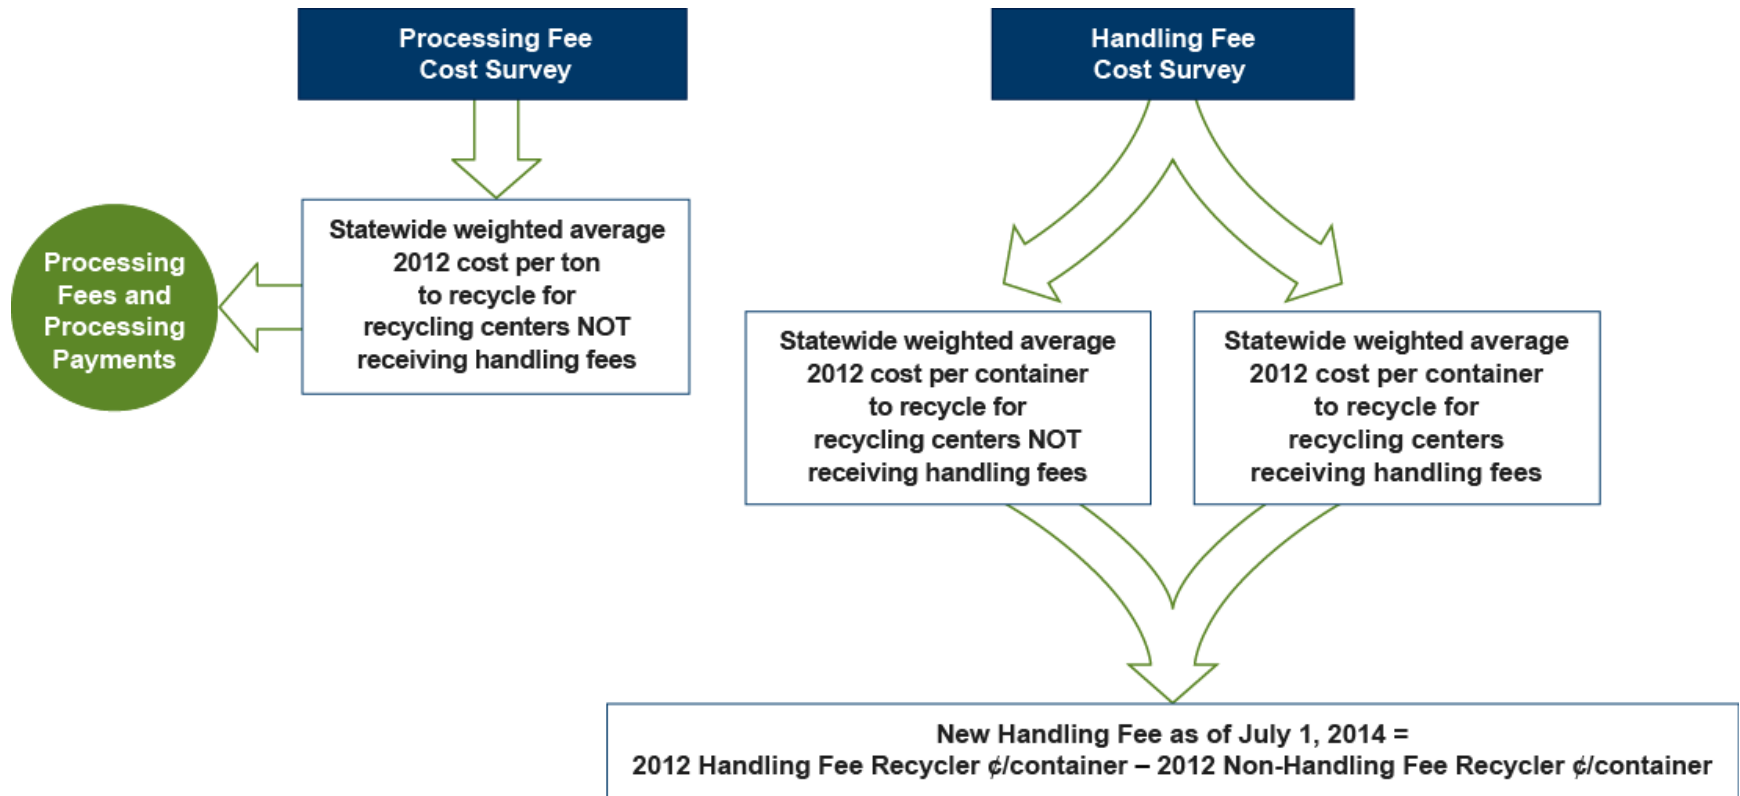 Processing Fee
Cost Survey
Handling Fee
Cost Survey
Processing
Fees and
Processing
Payments
Statewide weighted average
2012 cost per ton
to recycle for
recycling centers NOT
receiving handling fees
Statewide weighted average
2012 cost per container
to recycle for
recycling centers NOT
receiving handling fees
Statewide weighted average
2012 cost per container
to recycle for
recycling centers
receiving handling fees
New Handling Fee as of July 1, 2014 =
2012 Handling Fee Recycler ¢/container – 2012 Non-Handling Fee Recycler ¢/container